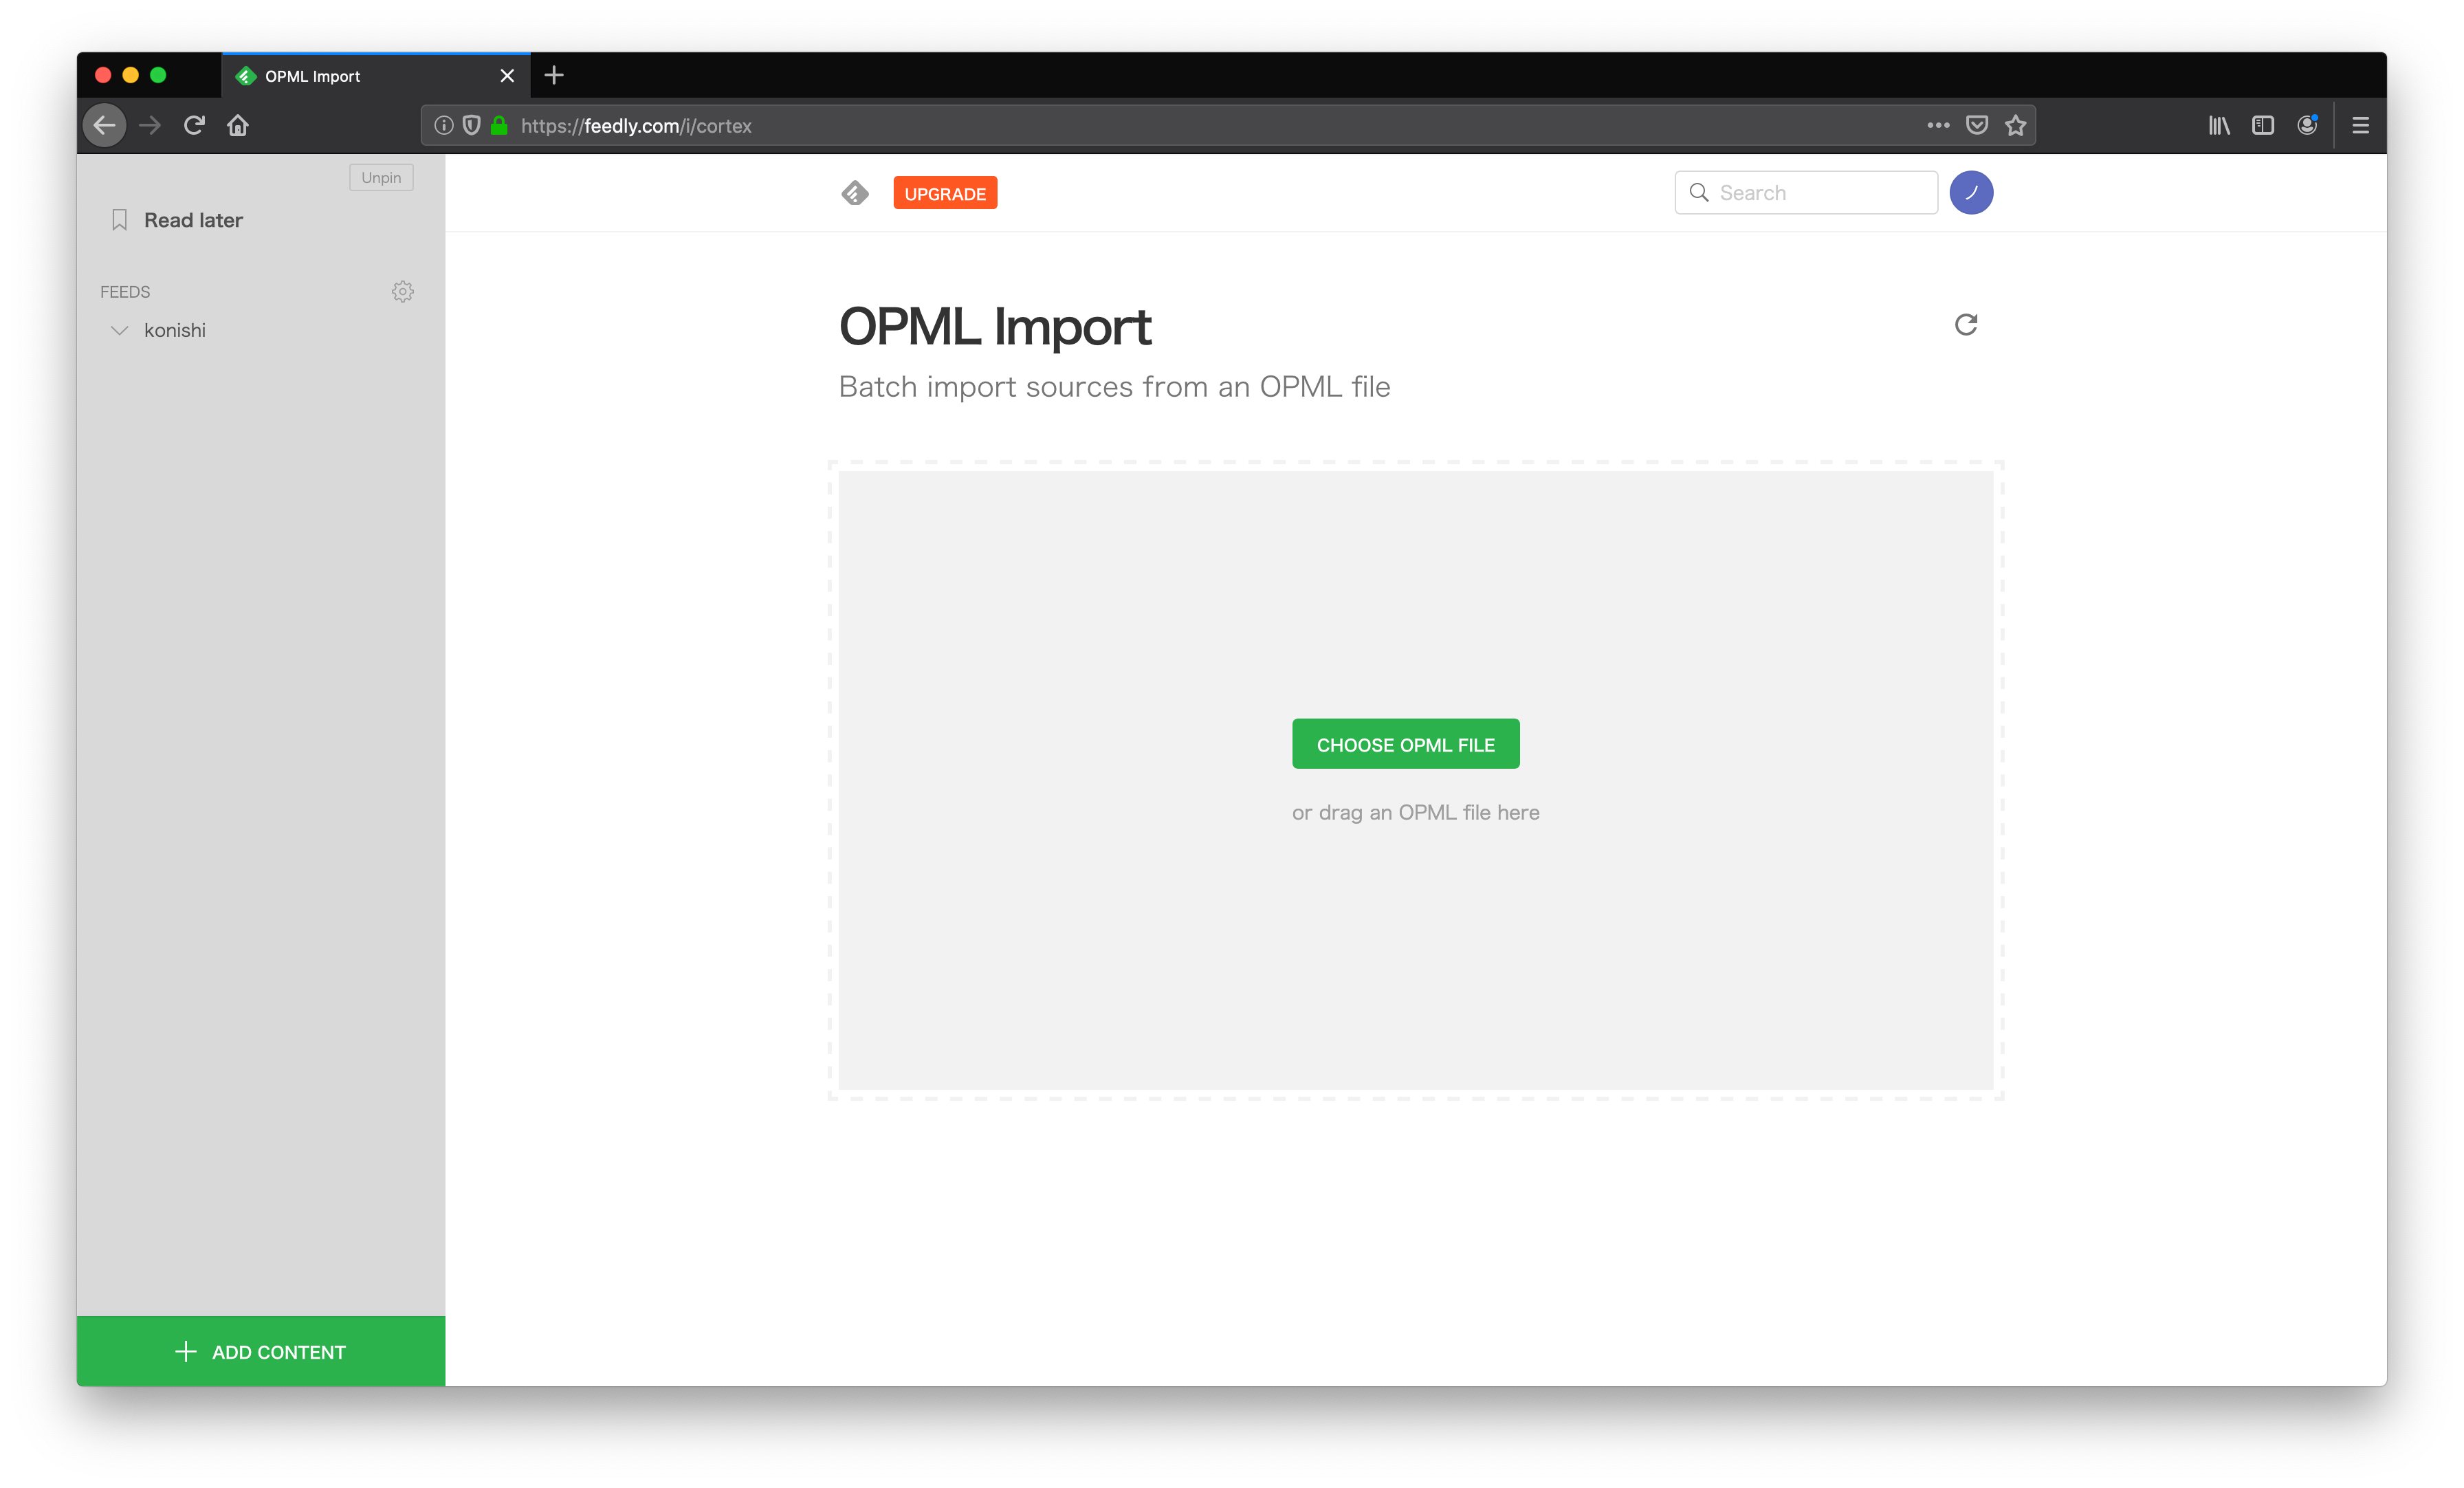 OPML Import
https://feedly.com/i/cortex
Unpin
Read later
FEEDS
konishi
ADD CONTENT
UPGRADE
Search
ノ
OPML Import
Batch import sources from an OPML file
CHOOSE OPML FILE
or drag an OPML file here